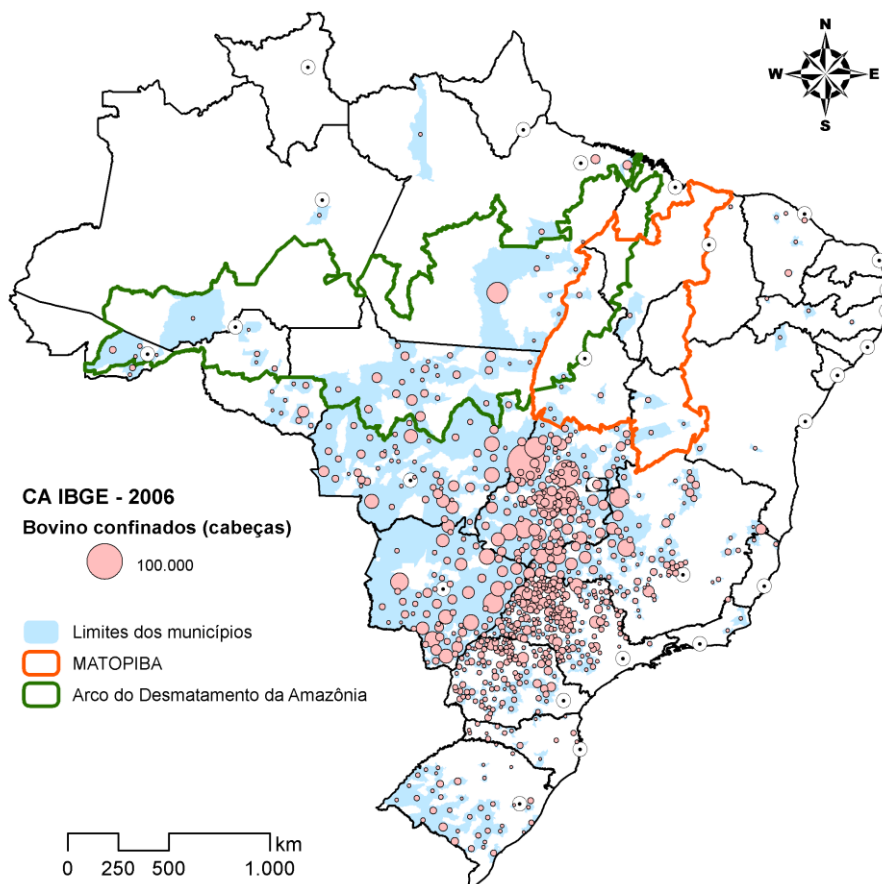 N
W E
S
CA IBGE - 2006
Bovino confinados (cabeças)
100.000
Limites dos municípios
MATOPIBA
Arco do Desmatamento da Amazônia
km
0 250 500 1.000